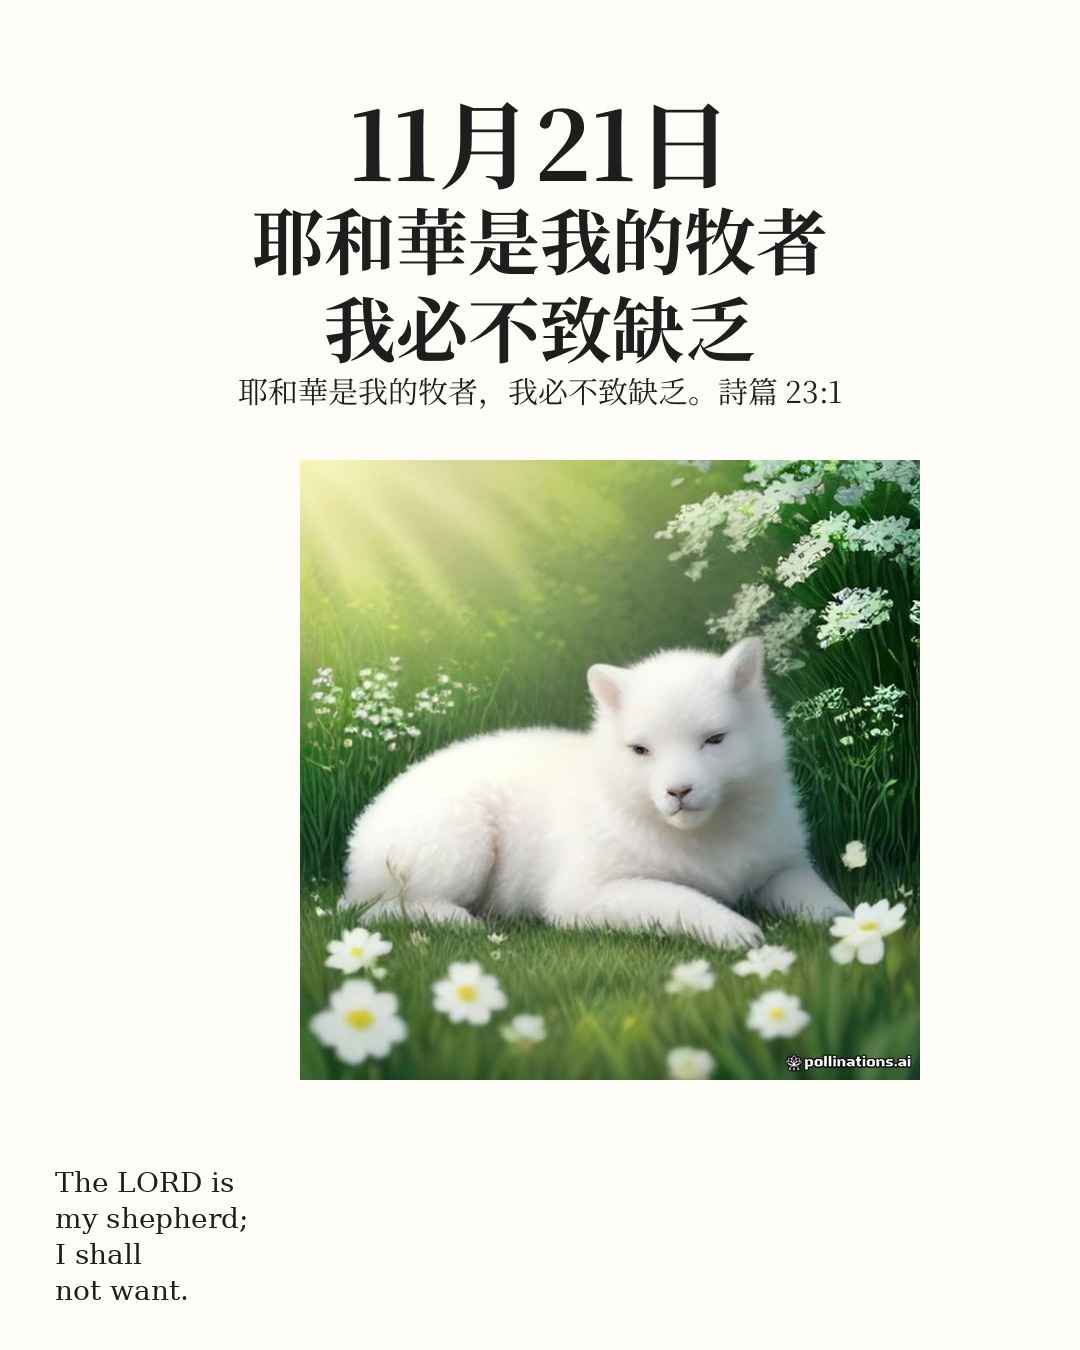 11月21日
耶和華是我的牧者
我必不致缺乏
耶和華是我的牧者，我必不致缺乏。詩篇 23:1
pollinations.ai
The LORD is
my shepherd;
I shall
not want.